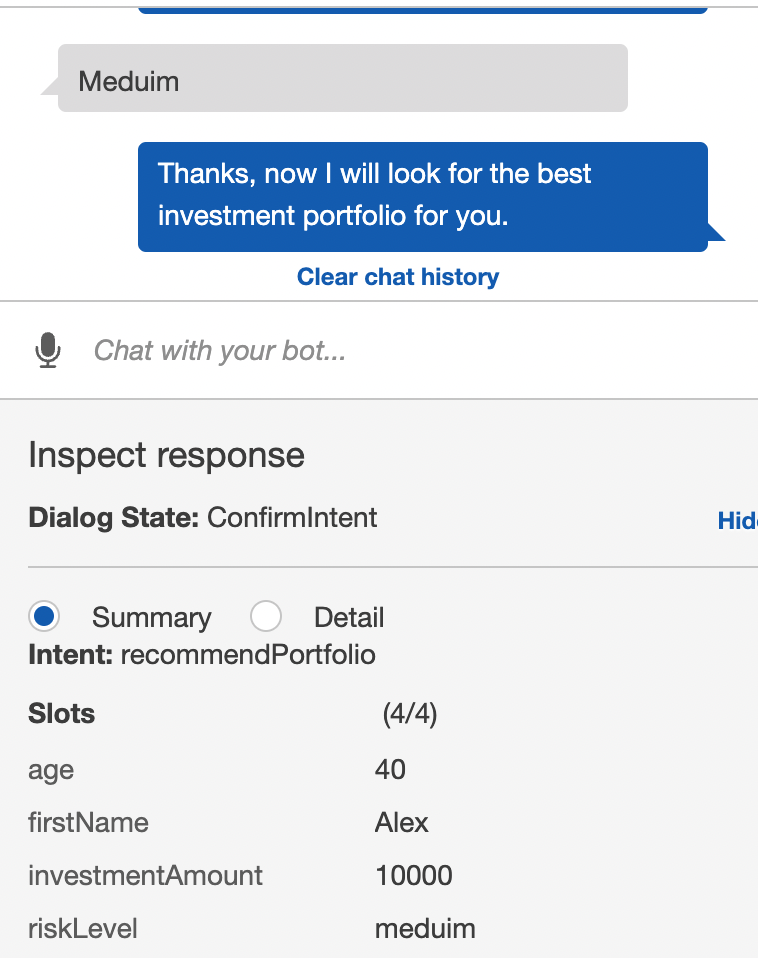 Meduim
Thanks, now I will look for the best
investment portfolio for you.
Clear chat history
Chat with your bot...
Inspect response
Dialog State: ConfirmIntent
Hid
Summary Detail
Intent: recommendPortfolio
Slots (4/4)
age 40
firstName Alex
investmentAmount 10000
riskLevel meduim